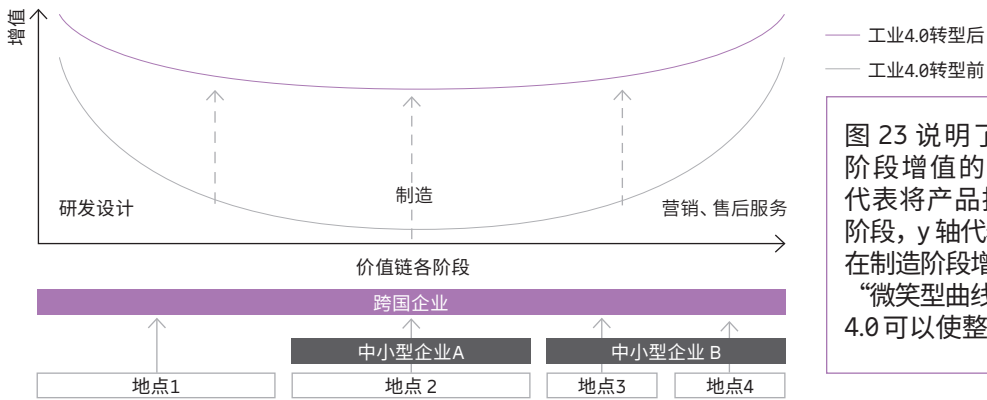 增值
工业4.0转型后
工业4.0转型前
研发设计
制造
营销、售后服务
价值链各阶段
跨国企业
中小型企业A
中小型企业 B
地点1
地点 2
地点3
地点4
图 23 说明了
阶段增值的
代表将产品
阶段，y 轴代
在制造阶段增
“微笑型曲线
4.0可以使整